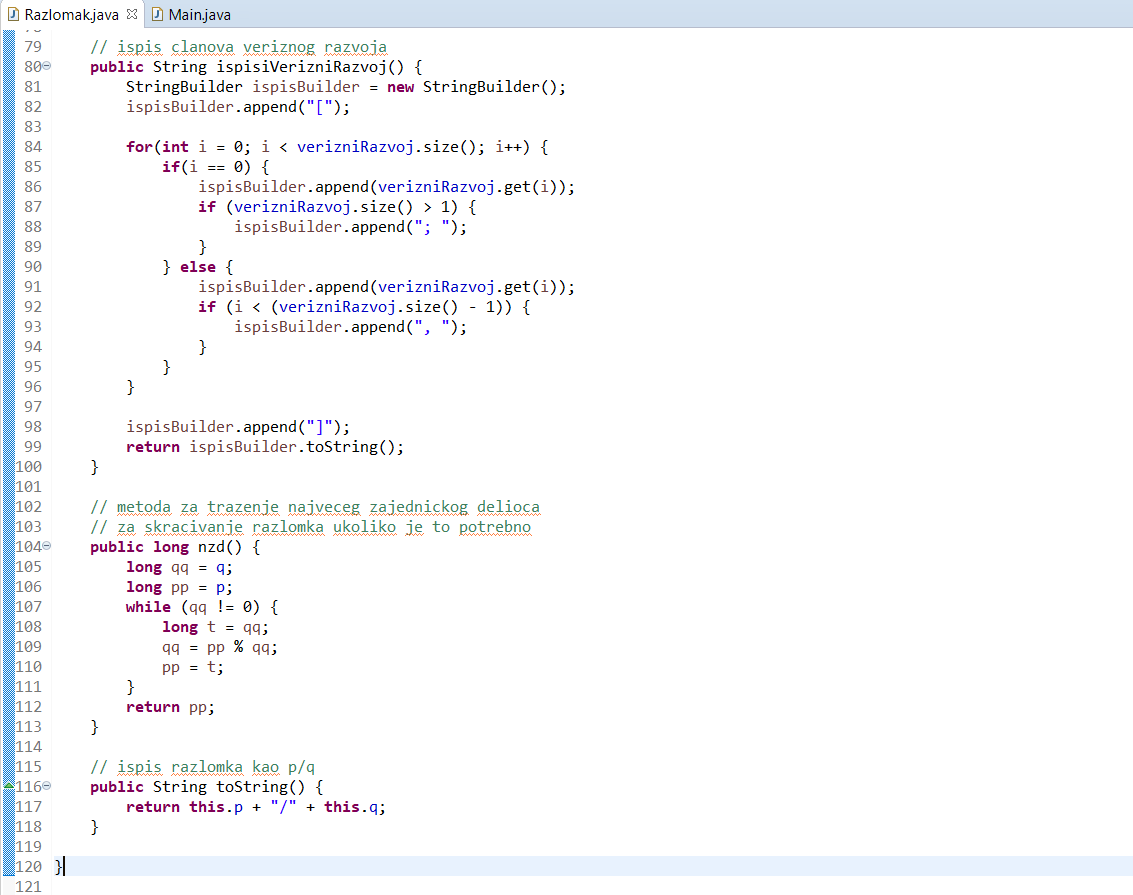 Razlomak.java Main.java
79 // ispis clanova veriznog razvoja
80 public String ispisiVerizniRazvoj() {
81 StringBuilder ispisBuilder = new StringBuilder();
82 ispisBuilder.append("[");
83
84 for(int i = 0; i < verizniRazvoj.size(); i++) {
85 if(i == 0) {
86 ispisBuilder.append(verizniRazvoj.get(i));
87 if (verizniRazvoj.size() > 1) {
88 ispisBuilder.append("; ");
89 }
90 } else {
91 ispisBuilder.append(verizniRazvoj.get(i));
92 if (i < (verizniRazvoj.size() - 1)) {
93 ispisBuilder.append(", ");
94 }
95 }
96 }
97
98 ispisBuilder.append("]");
99 return ispisBuilder.toString();
100 }
101
102 // metoda za trazenje najveceg zajednickog delioca
103 // za skracivanje razlomka ukoliko je to potrebno
104 public long nzd() {
105 long qq = q;
106 long pp = p;
107 while (qq != 0) {
108 long t = qq;
109 qq = pp % qq;
110 pp = t;
111 }
112 return pp;
113 }
114
115 // ispis razlomka kao p/q
116 public String toString() {
117 return this.p + "/" + this.q;
118 }
119
120 }
121